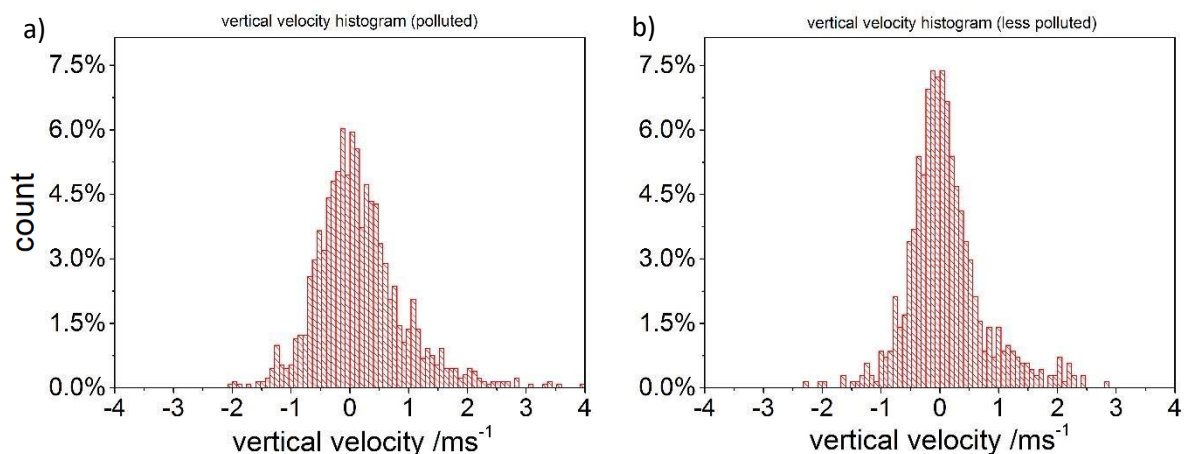 a)
vertical velocity histogram (polluted)
7.5%
6.0%
4.5%
3.0%
1.5%
0.0%
count
-4 -3 -2 -1 0 1 2 3 4
vertical velocity /ms⁻¹
b)
vertical velocity histogram (less polluted)
7.5%
6.0%
4.5%
3.0%
1.5%
0.0%
-4 -3 -2 -1 0 1 2 3 4
vertical velocity /ms⁻¹